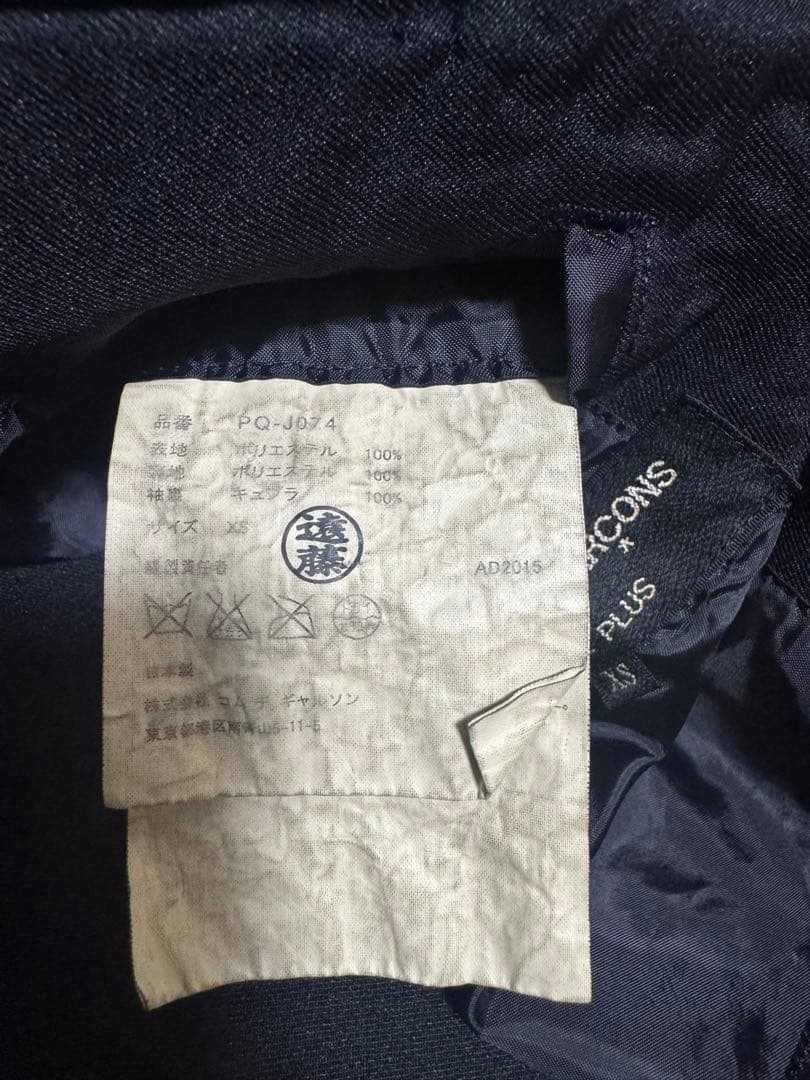 品番 PQ-J074
表地 ポリエステル 100%
裏地 ポリエステル 100%
袖裏 キュプラ 100%
サイズ XS
遠藤
縫製責任者 AD2015
日本製
株式会社 コム デ ギャルソン
東京都港区南青山5-11-5
RCONS
PLUS
XS